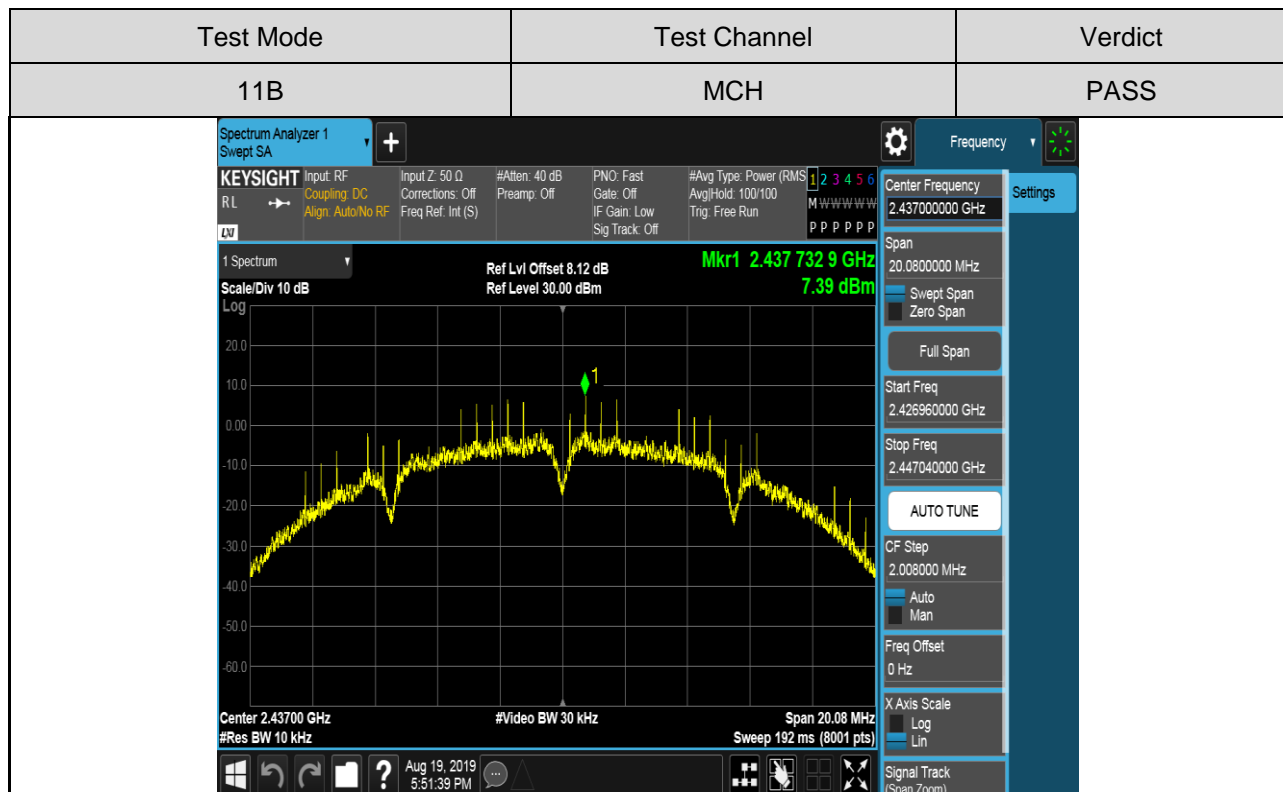 Test Mode Test Channel Verdict
11B MCH PASS
Spectrum Analyzer 1
Swept SA
+
Frequency
KEYSIGHT
RL
LXI
Input: RF
Coupling: DC
Align: Auto/No RF
Input Z: 50 Ω
Corrections: Off
Freq Ref: Int (S)
#Atten: 40 dB
Preamp: Off
PNO: Fast
Gate: Off
IF Gain: Low
Sig Track: Off
#Avg Type: Power (RMS
Avg|Hold: 100/100
Trig: Free Run
1 2 3 4 5 6
M W W W W W
P P P P P P
1 Spectrum
Scale/Div 10 dB
Ref Lvl Offset 8.12 dB
Ref Level 30.00 dBm
Mkr1 2.437 732 9 GHz
7.39 dBm
Log
20.0
10.0
0.00
-10.0
-20.0
-30.0
-40.0
-50.0
-60.0
1
Center 2.43700 GHz
#Res BW 10 kHz
#Video BW 30 kHz
Span 20.08 MHz
Sweep 192 ms (8001 pts)
?
Aug 19, 2019
5:51:39 PM
Center Frequency
2.437000000 GHz
Settings
Span
20.0800000 MHz
Swept Span
Zero Span
Full Span
Start Freq
2.426960000 GHz
Stop Freq
2.447040000 GHz
AUTO TUNE
CF Step
2.008000 MHz
Auto
Man
Freq Offset
0 Hz
X Axis Scale
Log
Lin
Signal Track
(Span Zoom)